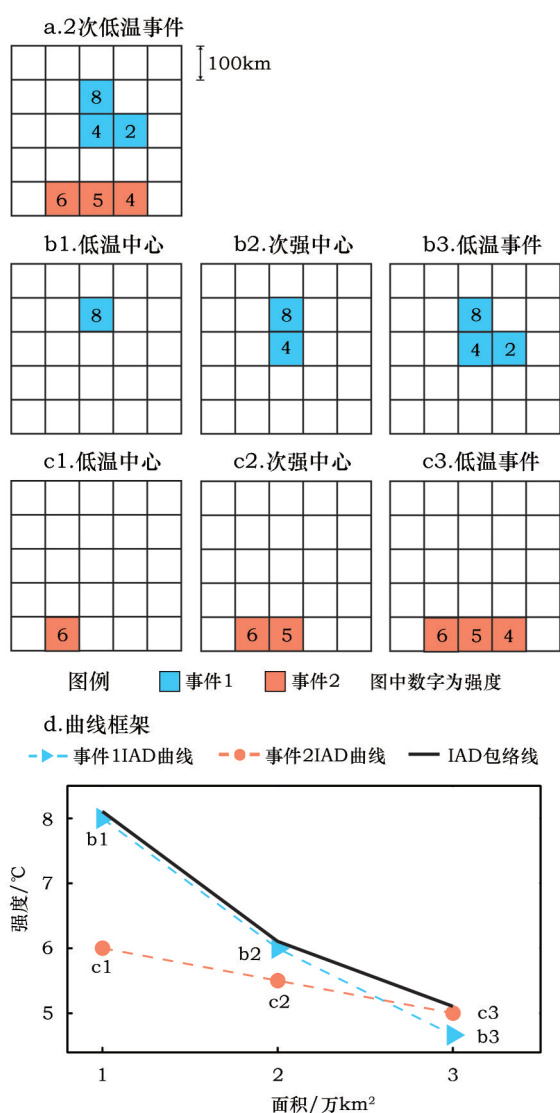 a.2次低温事件
100km
8
4 2
6 5 4
b1.低温中心 b2.次强中心 b3.低温事件
8 8 8
4 4 2
c1.低温中心 c2.次强中心 c3.低温事件
6 6 5 6 5 4
图例 事件1 事件2 图中数字为强度
d.曲线框架
事件1IAD曲线 事件2IAD曲线 IAD包络线
强度/℃
8
7
6
5
b1
b2
b3
c1
c2
c3
1 2 3
面积/万km²